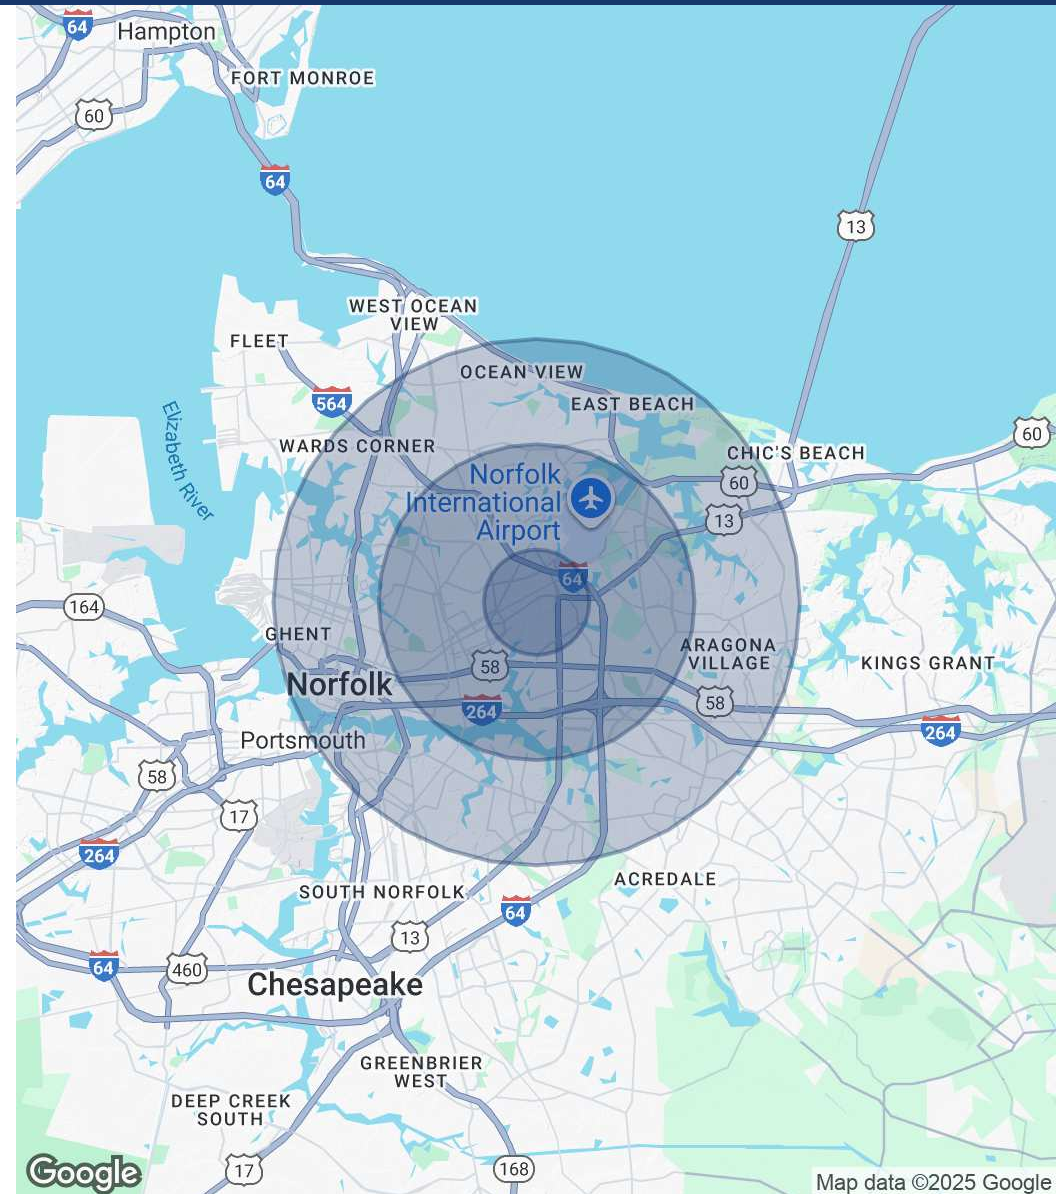 64
Hampton
FORT MONROE
60
64
13
WEST OCEAN
VIEW
FLEET
OCEAN VIEW
564
EAST BEACH
Elizabeth River
WARDS CORNER
60
CHIC'S BEACH
Norfolk
International
Airport
60
13
64
164
GHENT
ARAGONA
VILLAGE
58
KINGS GRANT
Norfolk
58
264
264
Portsmouth
58
17
264
ACREDALE
SOUTH NORFOLK
64
13
64
460
Chesapeake
GREENBRIER
WEST
DEEP CREEK
SOUTH
17
168
Google
Map data ©2025 Google